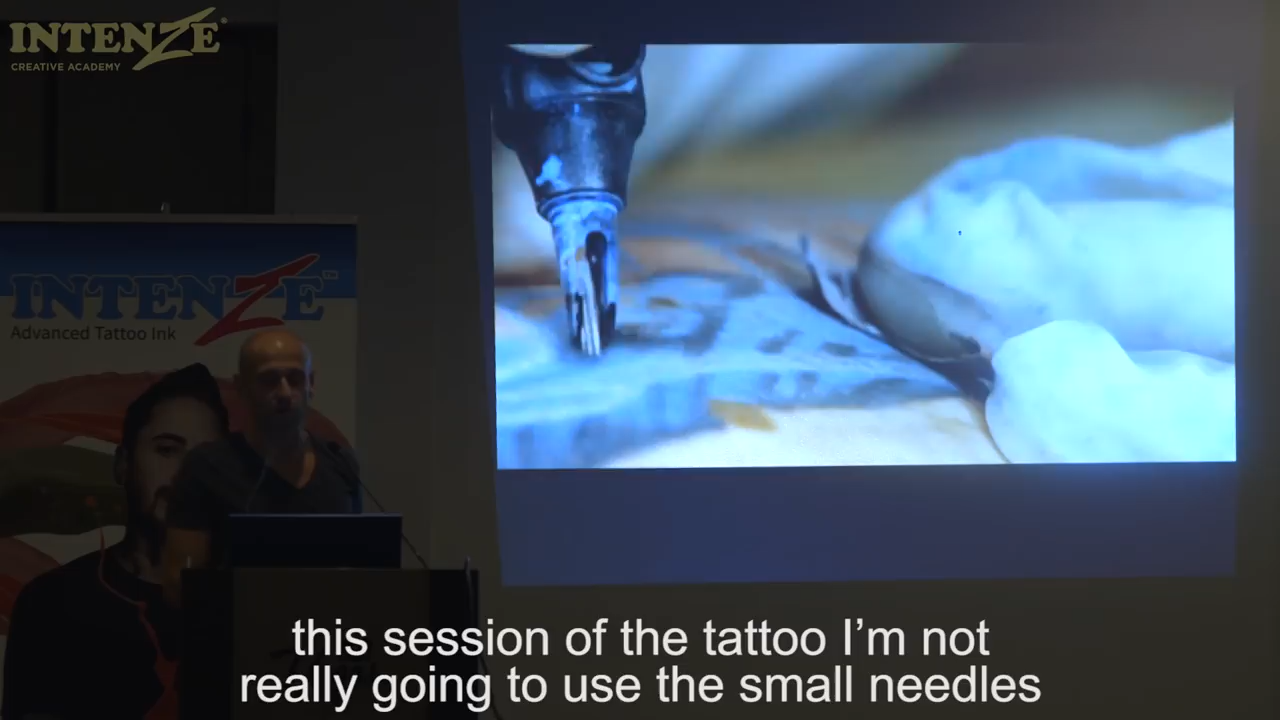 INTENZE
CREATIVE ACADEMY
INTENZE™
Advanced Tattoo Ink
this session of the tattoo I’m not
really going to use the small needles